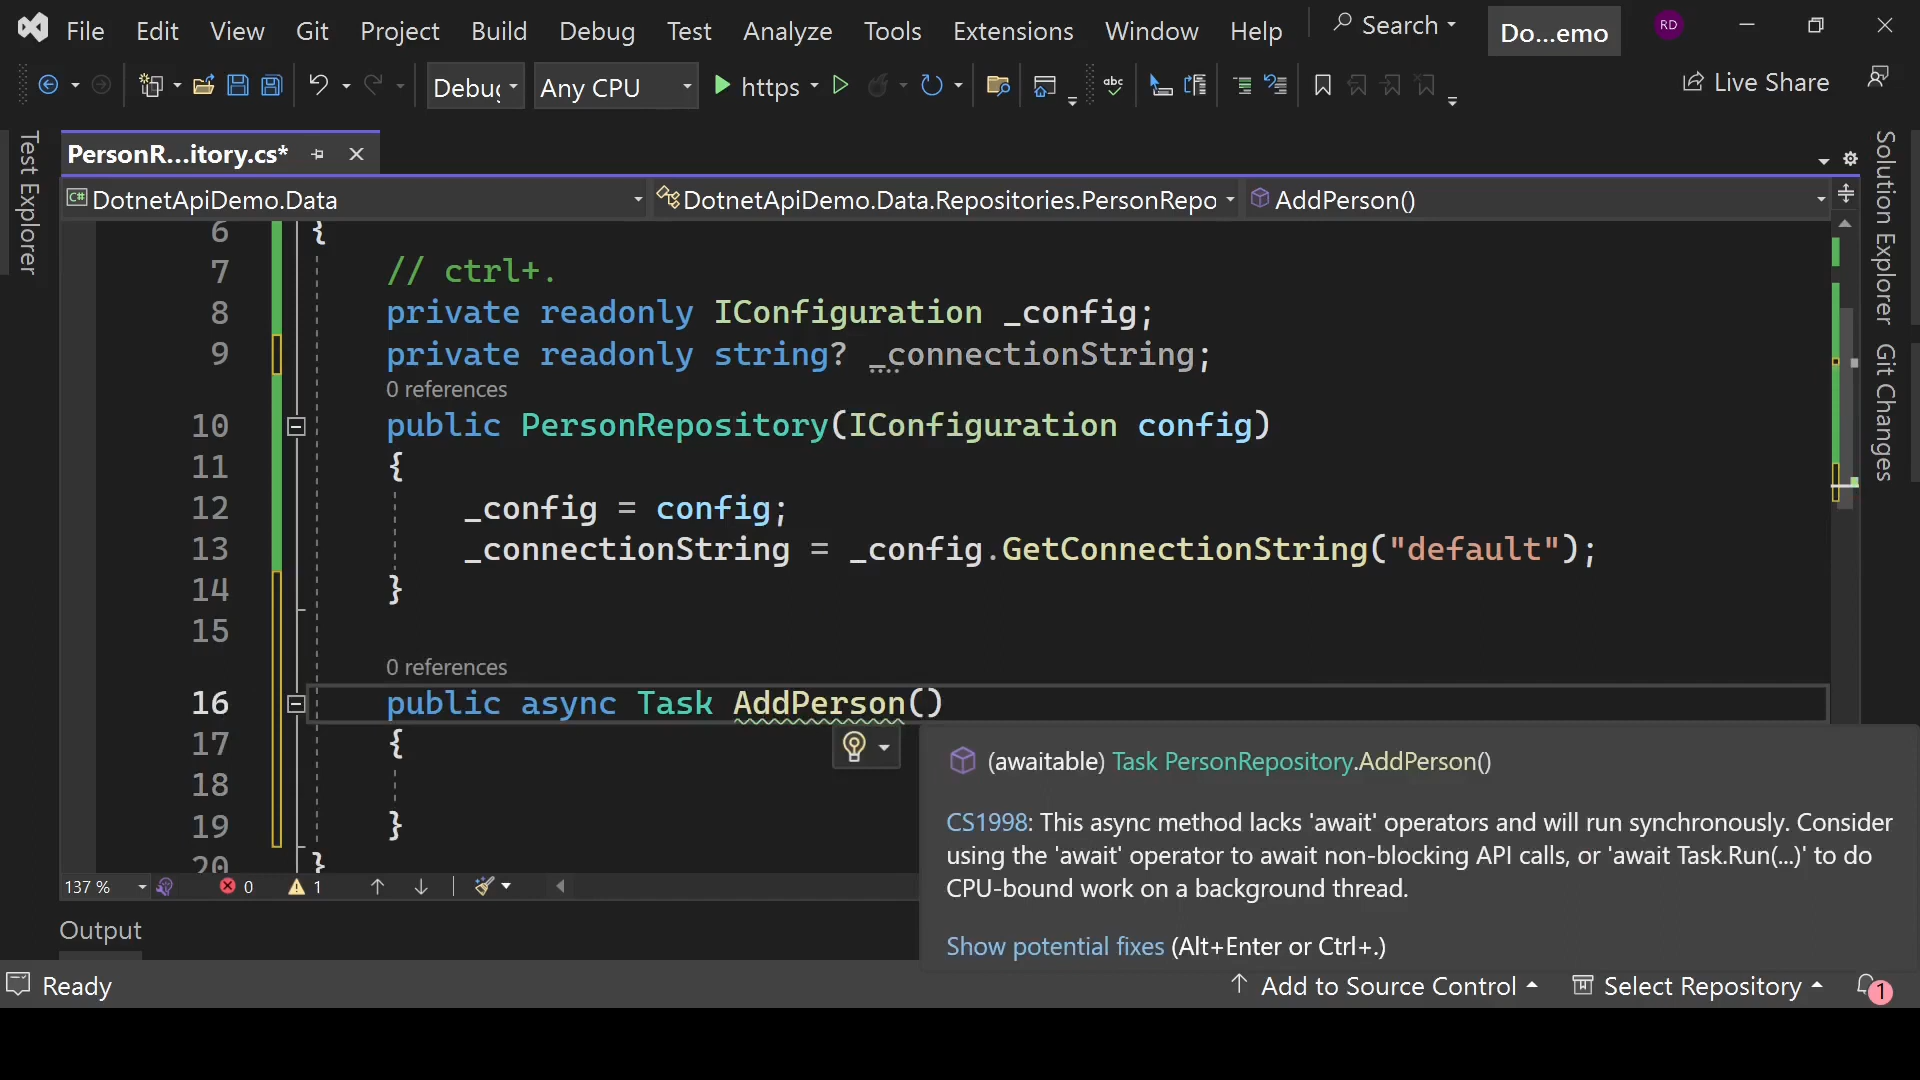 File Edit View Git Project Build Debug Test Analyze Tools Extensions Window Help Search Do...emo RD
Debug Any CPU https abc Live Share
Test Explorer
PersonR...itory.cs*
C# DotnetApiDemo.Data DotnetApiDemo.Data.Repositories.PersonRepo AddPerson()
6 {
7 // ctrl+.
8 private readonly IConfiguration _config;
9 private readonly string? _connectionString;
0 references
10 public PersonRepository(IConfiguration config)
11 {
12 _config = config;
13 _connectionString = _config.GetConnectionString("default");
14 }
15
0 references
16 public async Task AddPerson()
17 {
18
19 }
20 }
(awaitable) Task PersonRepository.AddPerson()
CS1998: This async method lacks 'await' operators and will run synchronously. Consider
using the 'await' operator to await non-blocking API calls, or 'await Task.Run(...)' to do
CPU-bound work on a background thread.
Show potential fixes (Alt+Enter or Ctrl+.)
137 % 0 1
Output
Ready Add to Source Control Select Repository 1
Solution Explorer
Git Changes